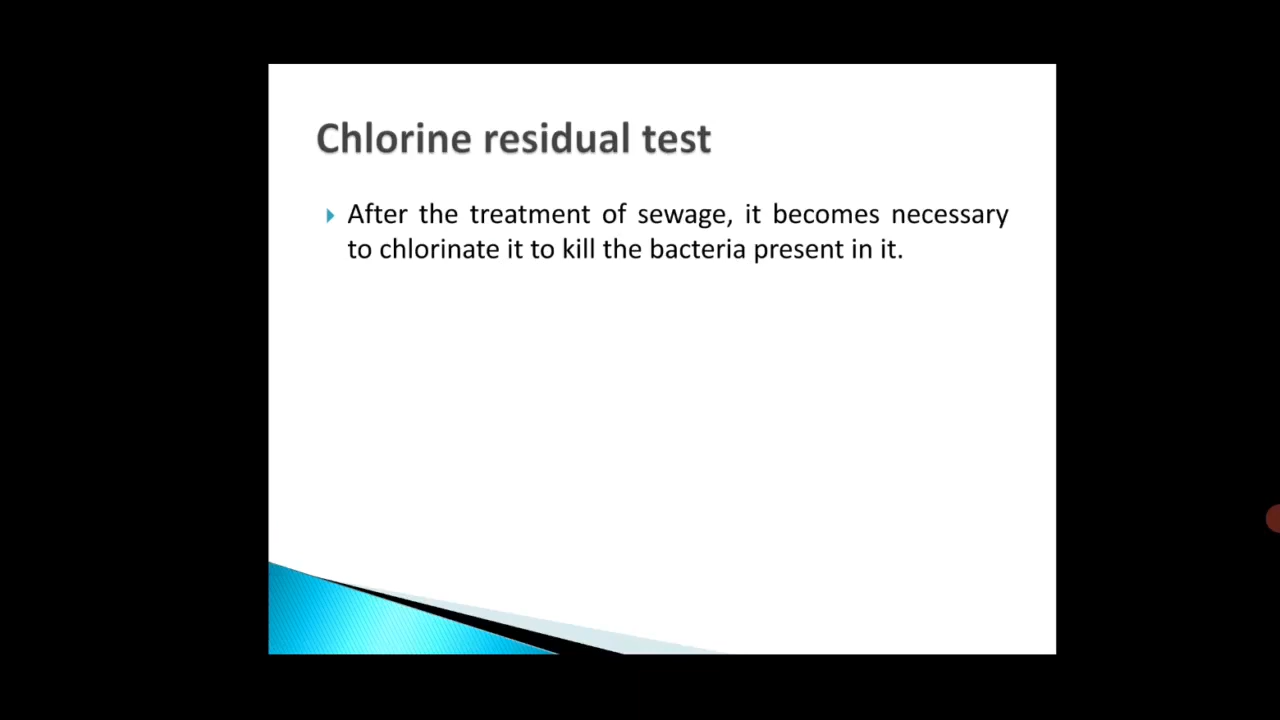 Chlorine residual test
After the treatment of sewage, it becomes necessary
to chlorinate it to kill the bacteria present in it.